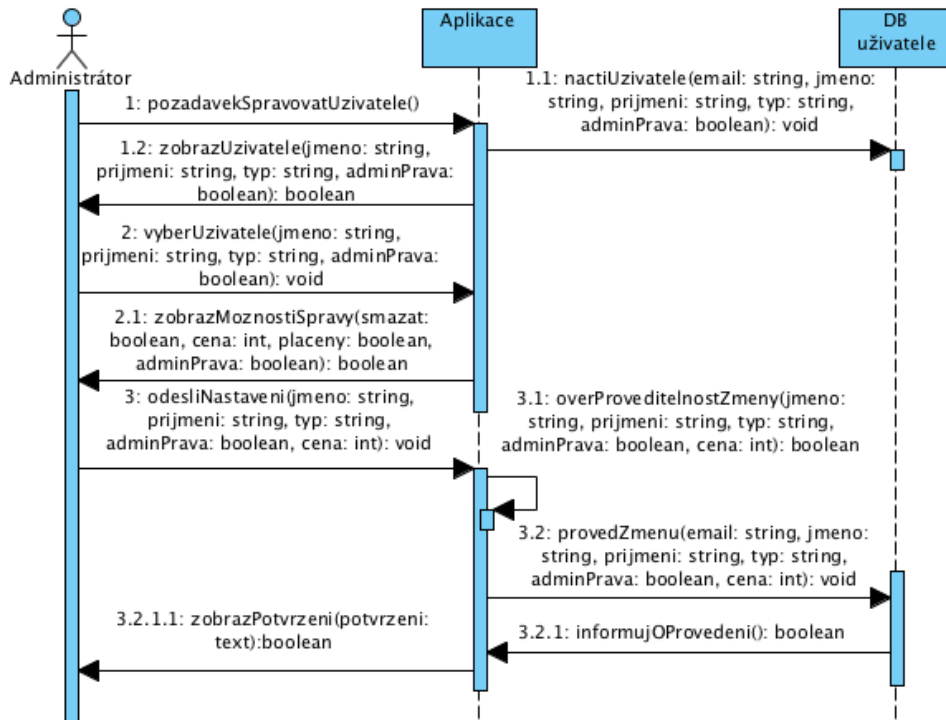 Administrátor
Aplikace
DB
uživatele
1: pozadavekSpravovatUzivatele()
1.1: nactiUzivatele(email: string, jmeno:
string, prijmeni: string, typ: string,
adminPrava: boolean): void
1.2: zobrazUzivatele(jmeno: string,
prijmeni: string, typ: string, adminPrava:
boolean): boolean
2: vyberUzivatele(jmeno: string,
prijmeni: string, typ: string, adminPrava:
boolean): void
2.1: zobrazMoznostiSpravy(smazat:
boolean, cena: int, placeny: boolean,
adminPrava: boolean): boolean
3: odesliNastaveni(jmeno: string,
prijmeni: string, typ: string,
adminPrava: boolean, cena: int): void
3.1: overProveditelnostZmeny(jmeno:
string, prijmeni: string, typ: string,
adminPrava: boolean, cena: int): boolean
3.2: provedZmenu(email: string, jmeno:
string, prijmeni: string, typ: string,
adminPrava: boolean, cena: int): void
3.2.1: informujOProvedeni(): boolean
3.2.1.1: zobrazPotvrzeni(potvrzeni:
text):boolean